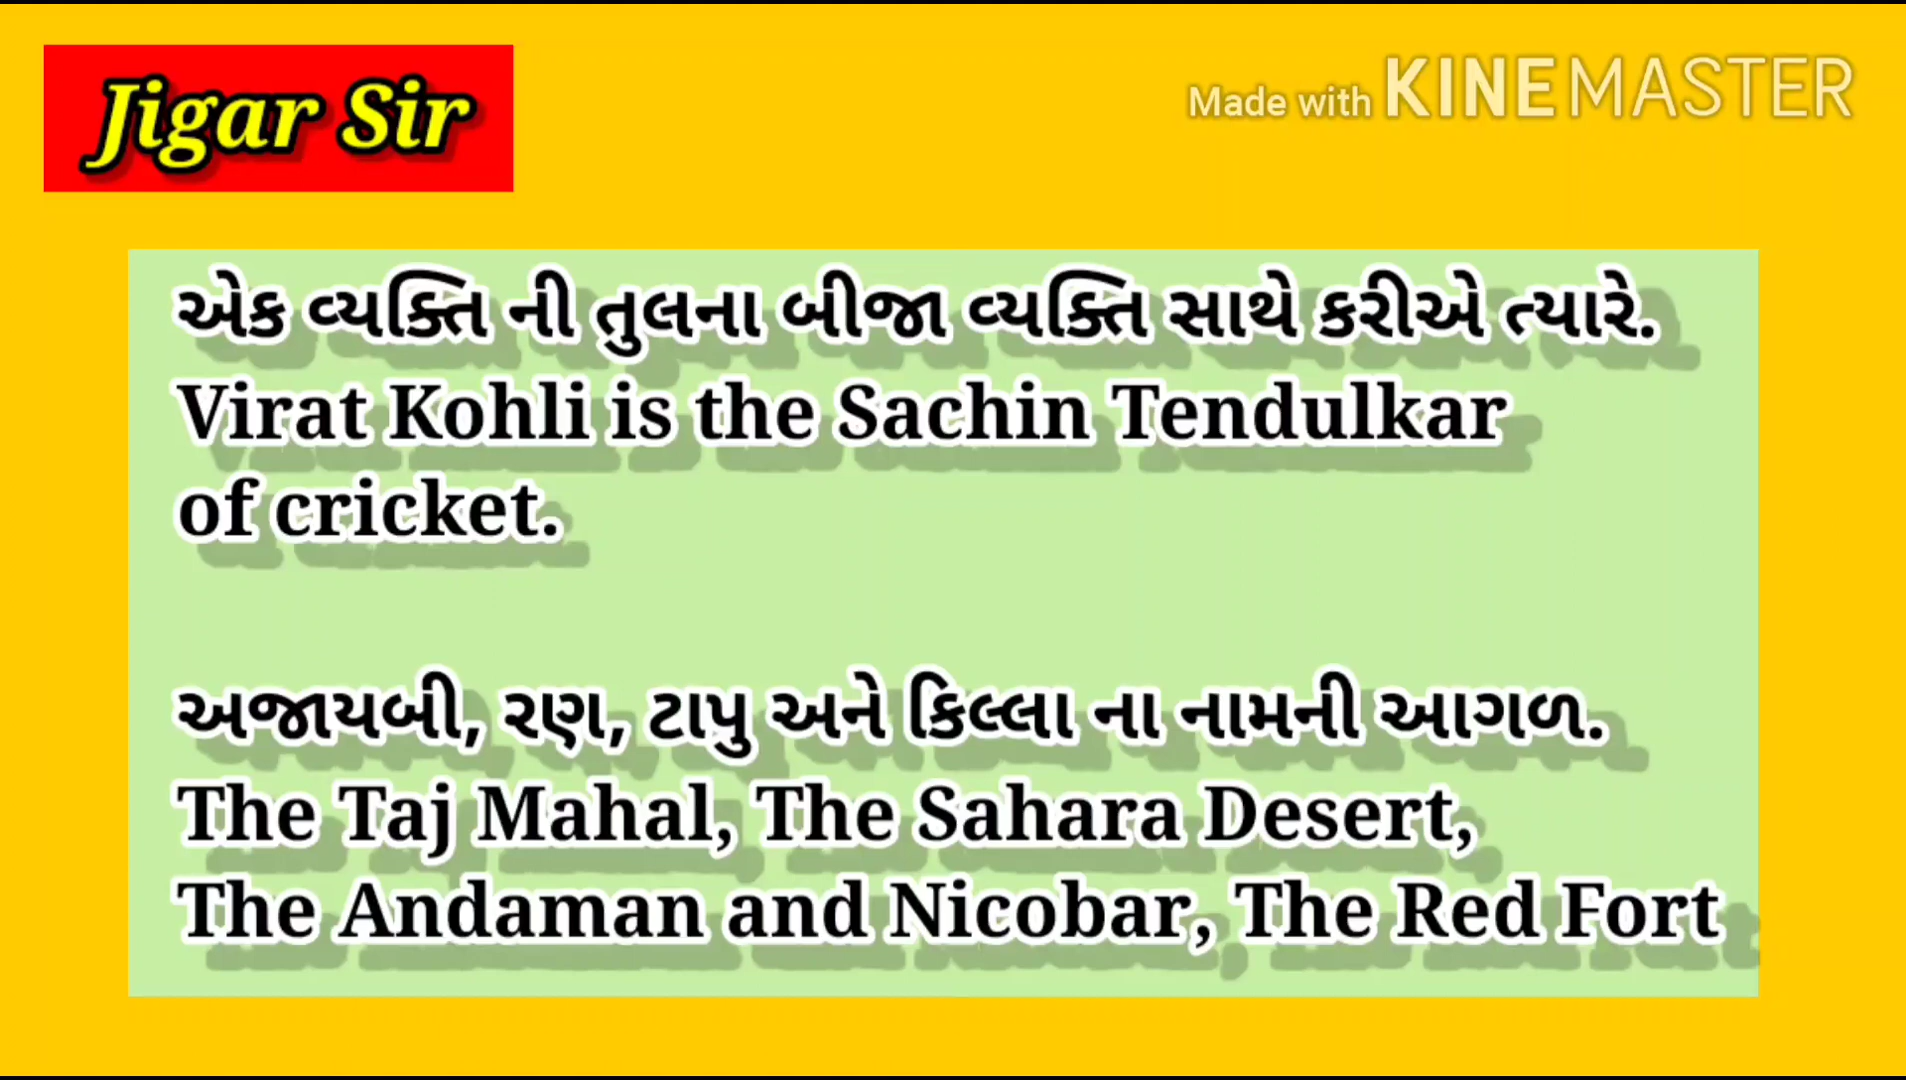 Jigar Sir
Made with KINEMASTER
એક વ્યક્તિ ની તુલના બીજા વ્યક્તિ સાથે કરીએ ત્યારે.
Virat Kohli is the Sachin Tendulkar
of cricket.
અજાયબી, રણ, ટાપુ અને કિલ્લા ના નામની આગળ.
The Taj Mahal, The Sahara Desert,
The Andaman and Nicobar, The Red Fort